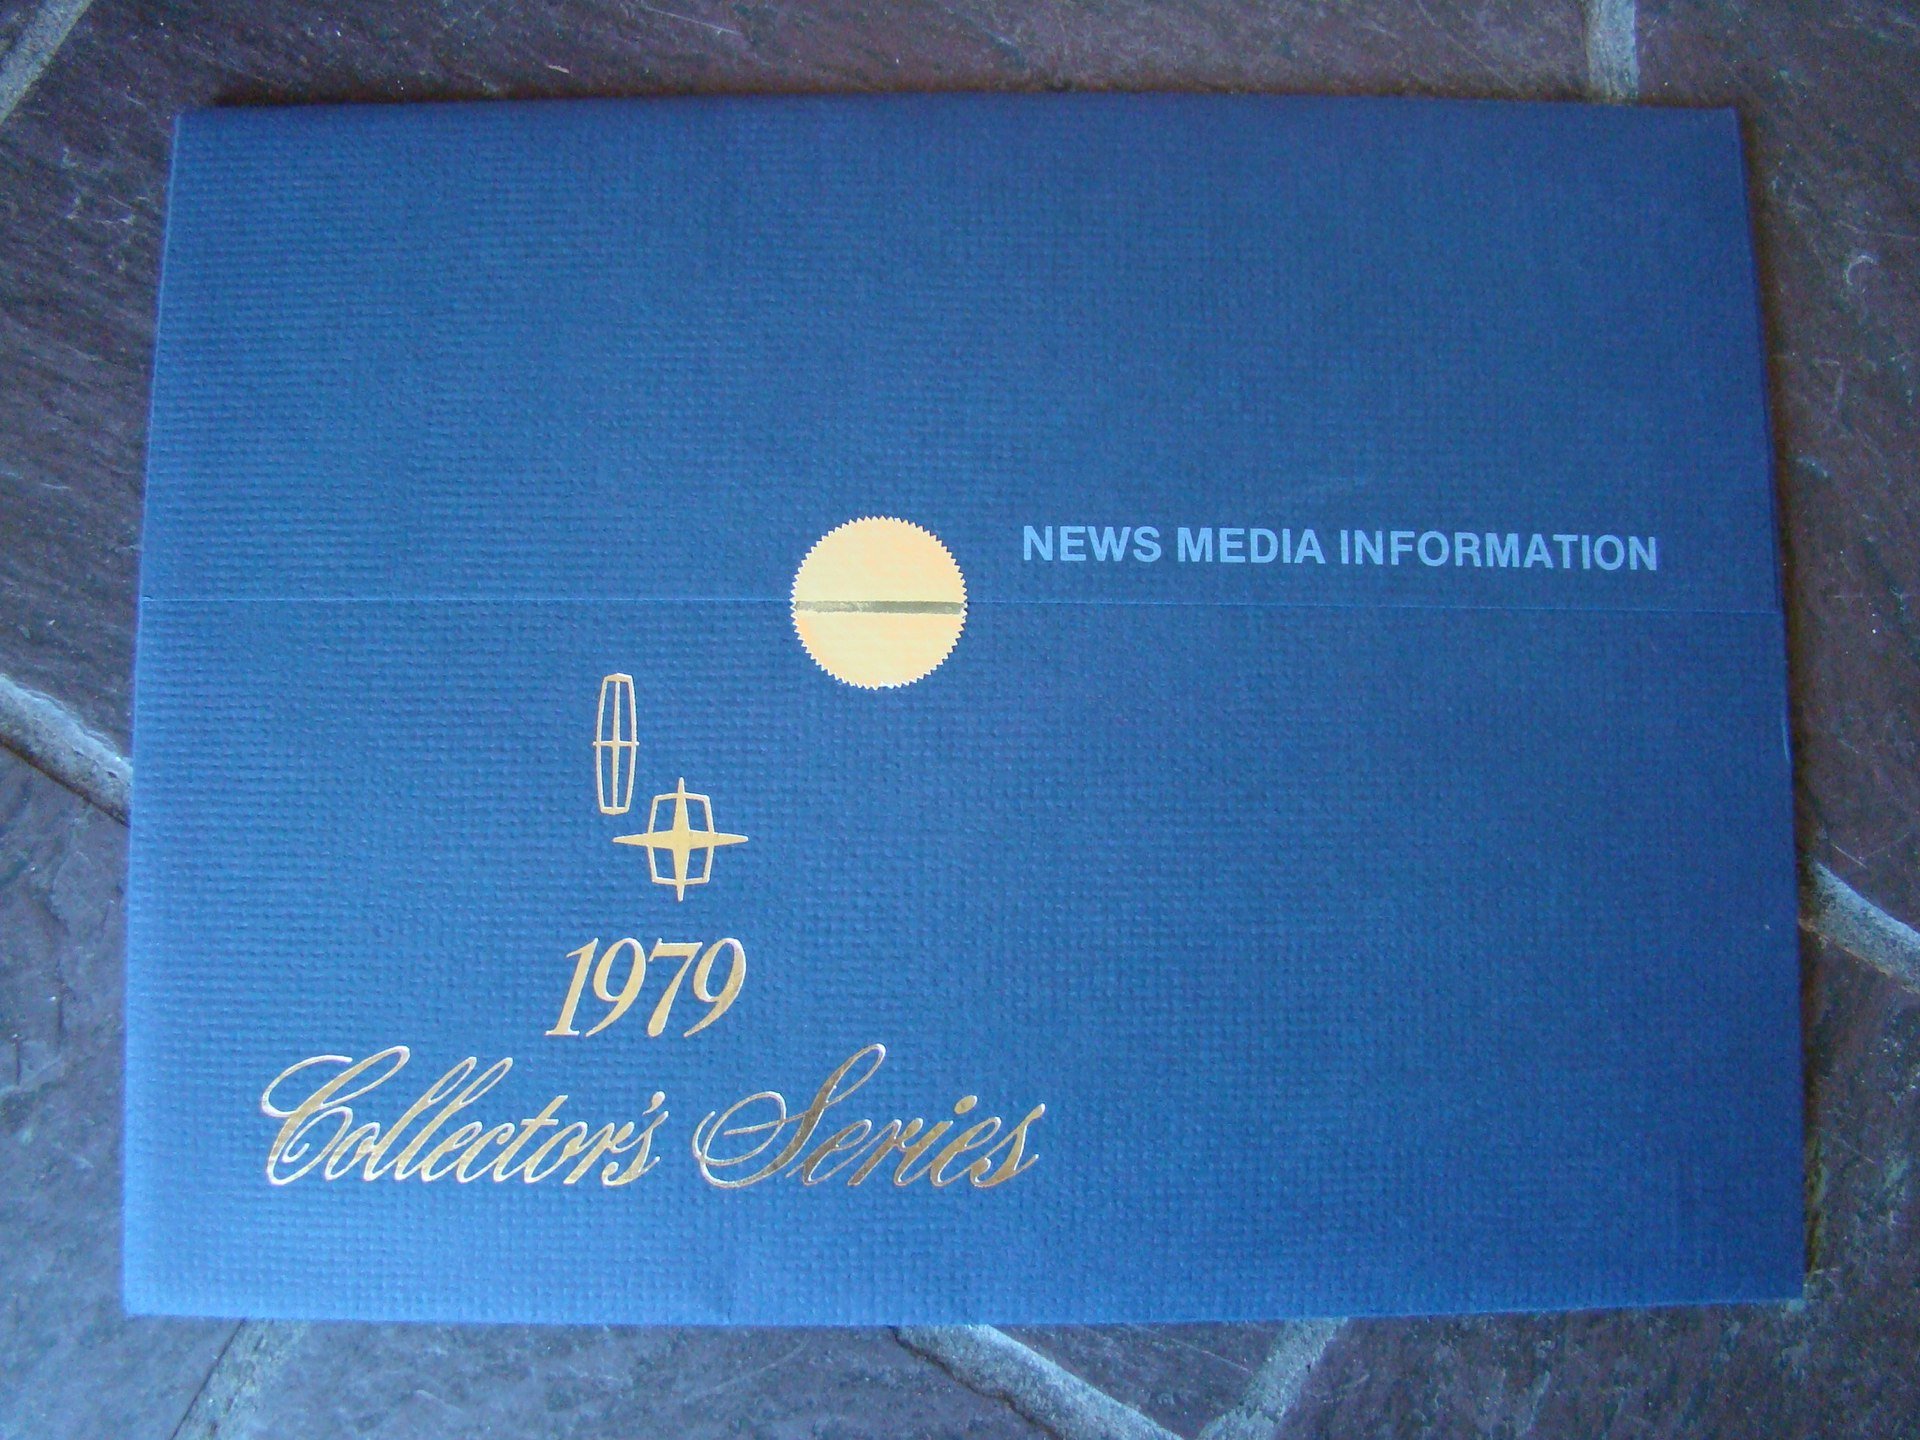 NEWS MEDIA INFORMATION
1979
Collector's Series